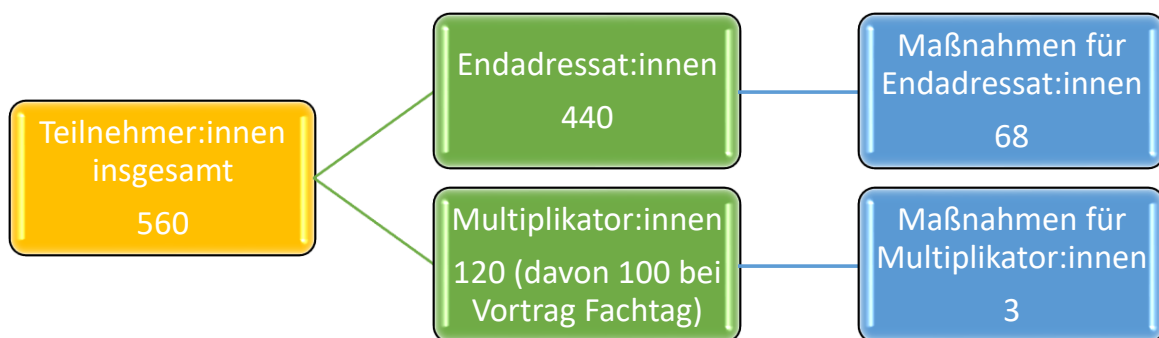 Teilnehmer:innen
insgesamt
560
Endadressat:innen
440
Maßnahmen für
Endadressat:innen
68
Multiplikator:innen
120 (davon 100 bei
Vortrag Fachtag)
Maßnahmen für
Multiplikator:innen
3